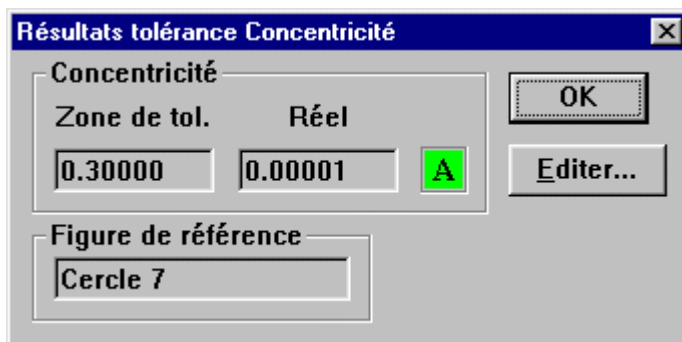 Résultats tolérance Concentricité
Concentricité
Zone de tol. Réel
0.30000 0.00001 A
OK
Editer...
Figure de référence
Cercle 7